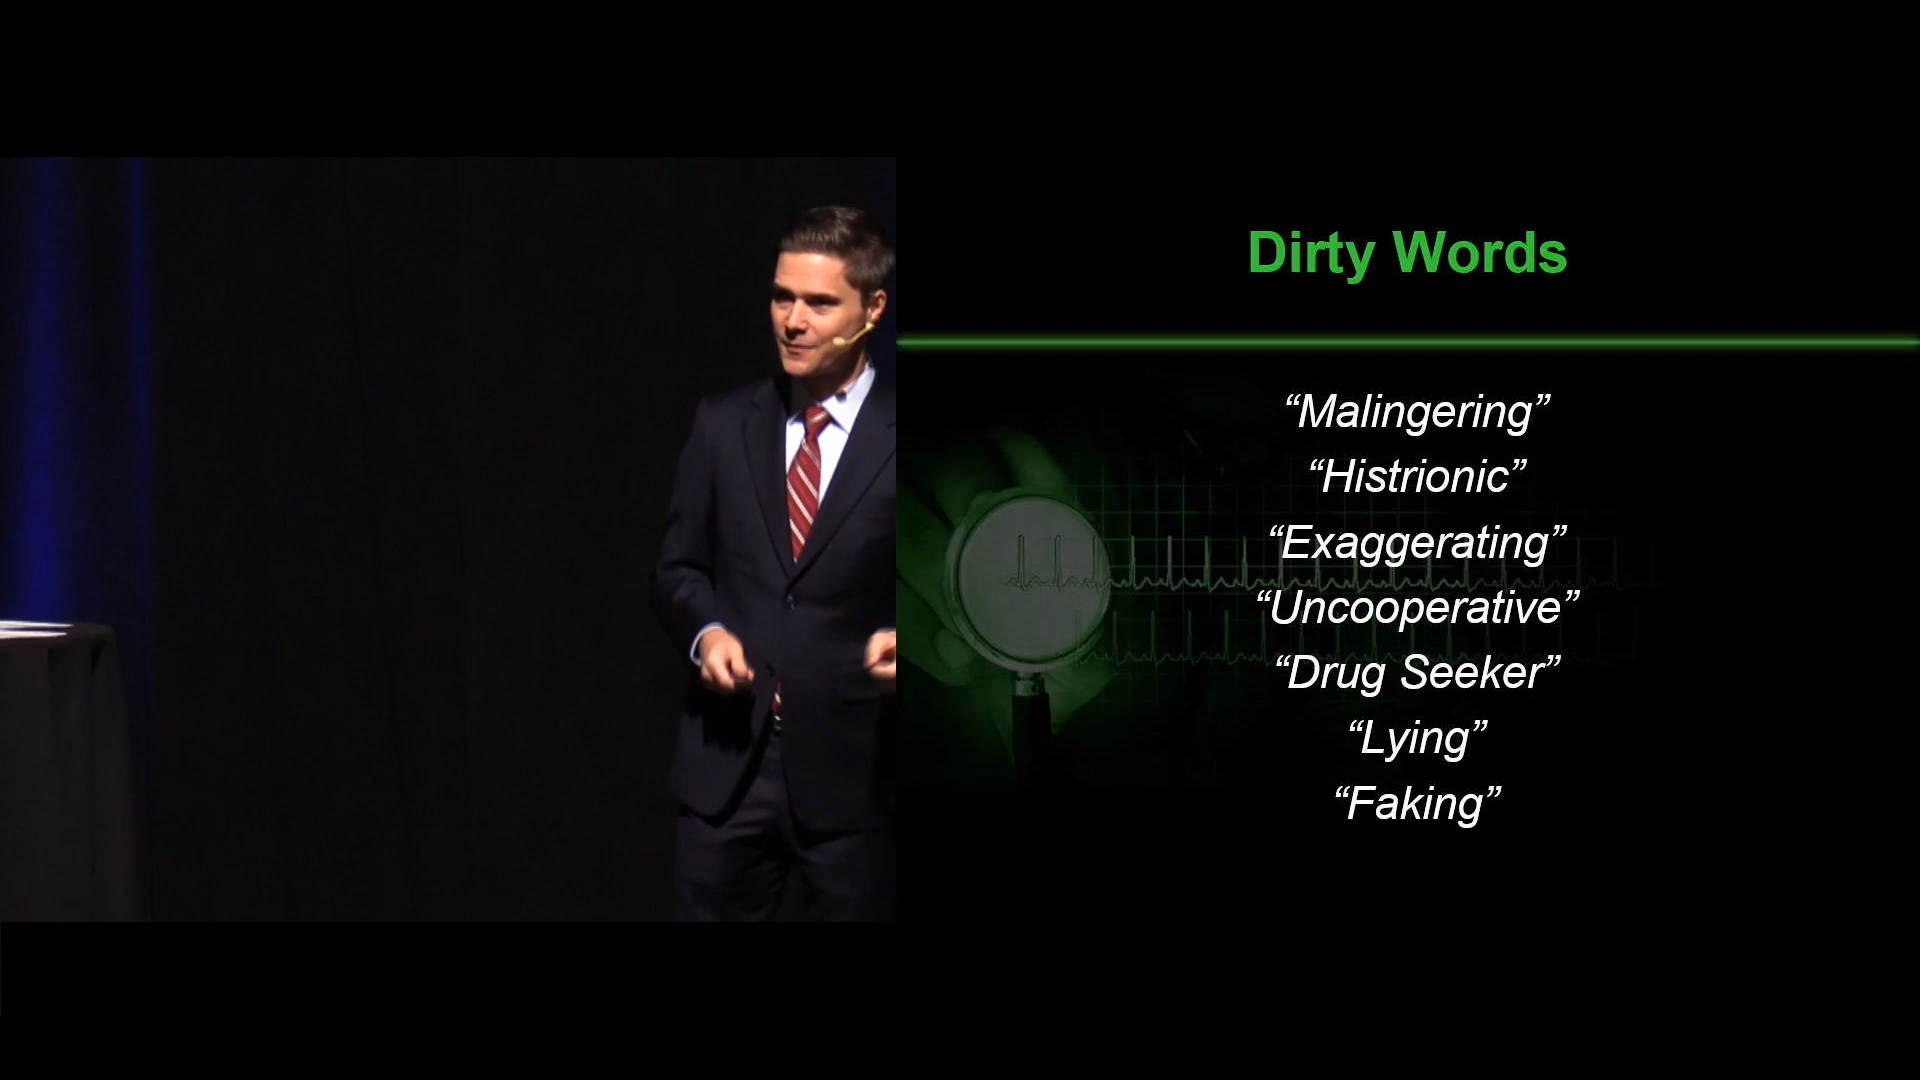 Dirty Words
“Malingering”
“Histrionic”
“Exaggerating”
“Uncooperative”
“Drug Seeker”
“Lying”
“Faking”